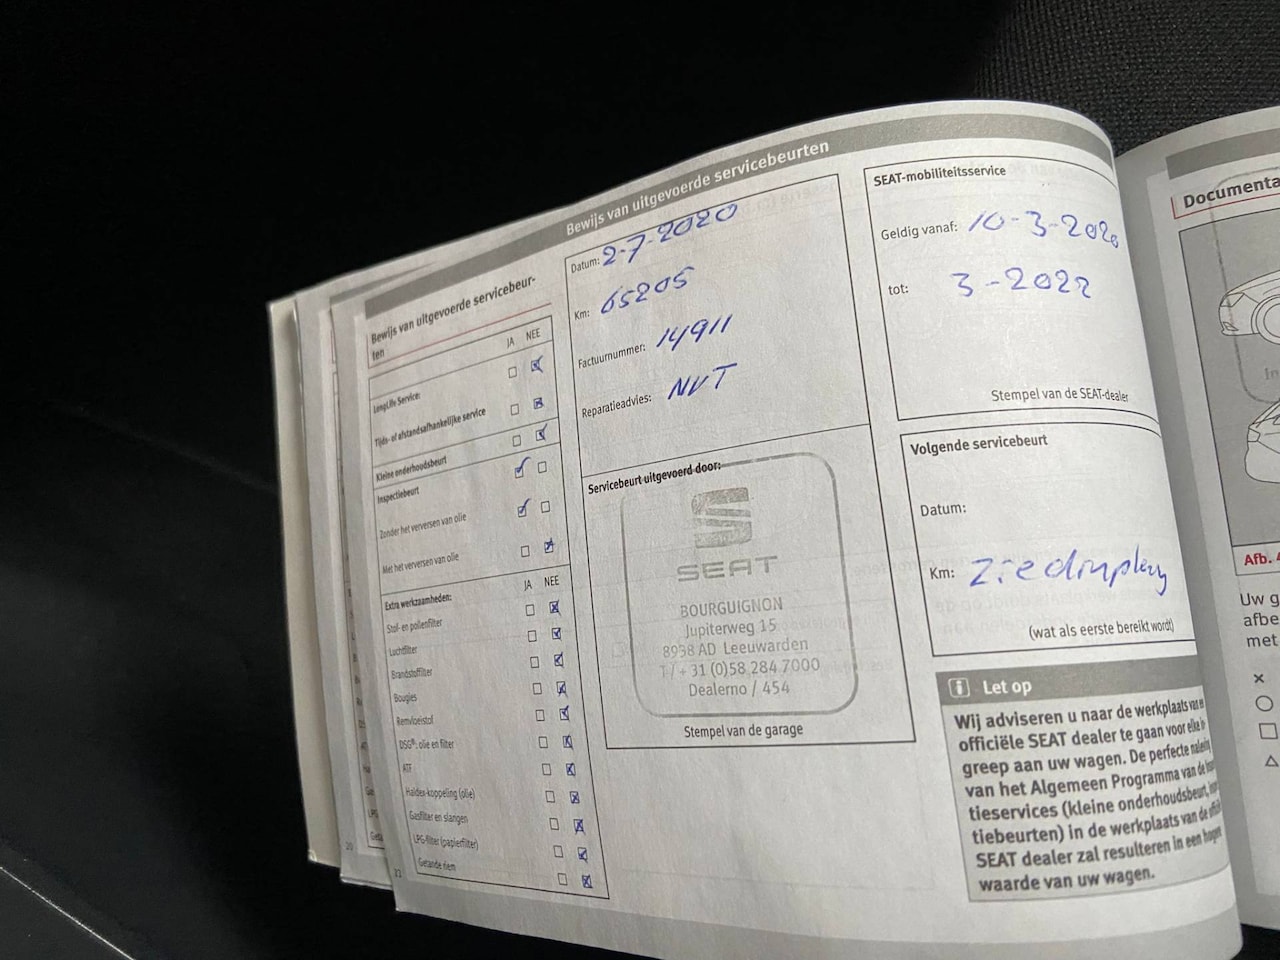 Bewijs van uitgevoerde servicebeurten
Bewijs van uitgevoerde servicebeur-
ten
JA NEE
LongLife Service:
Tijds- of afstandsafhankelijke service
Kleine onderhoudsbeurt
Inspectiebeurt
Zonder het verversen van olie
Met het verversen van olie
JA NEE
Extra werkzaamheden:
Stof- en pollenfilter
Luchtfilter
Brandstoffilter
Bougies
Remvloeistof
DSG®: olie en filter
ATF
Haldex-koppeling (olie)
Gasfilter en slangen
LPG-filter (papierfilter)
Getande riem
Datum: 2-7-2020
Km: 65205
Factuurnummer: 14911
Reparatieadvies: NVT
Servicebeurt uitgevoerd door:
SEAT
BOURGUIGNON
Jupiterweg 15
8938 AD Leeuwarden
T / + 31 (0)58 284 7000
Dealerno / 454
Stempel van de garage
SEAT-mobiliteitsservice
Geldig vanaf: 10-3-2020
tot: 3-2022
Stempel van de SEAT-dealer
Volgende servicebeurt
Datum:
Km: Zie
(wat als eerste bereikt wordt)
i Let op
Wij adviseren u naar de werkplaats van
officiële SEAT dealer te gaan voor elke
greep aan uw wagen. De perfecte
van het Algemeen Programma van de
tieservices (kleine onderhoudsbeurt,
tiebeurten) in de werkplaats van de
SEAT dealer zal resulteren in een
waarde van uw wagen.
Documenta
Afb.
Uw g
afbe
met